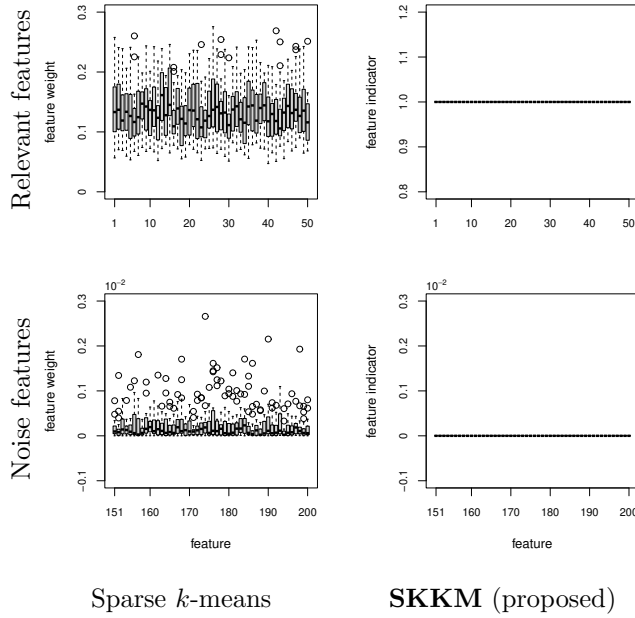 Relevant features
feature weight
0 0.1 0.2 0.3
1 10 20 30 40 50
feature indicator
0.8 0.9 1.0 1.1 1.2
1 10 20 30 40 50
Noise features
feature weight
10⁻²
−0.1 0 0.1 0.2 0.3
151 160 170 180 190 200
feature
feature indicator
10⁻²
−0.1 0 0.1 0.2 0.3
151 160 170 180 190 200
feature
Sparse k-means
SKKM (proposed)